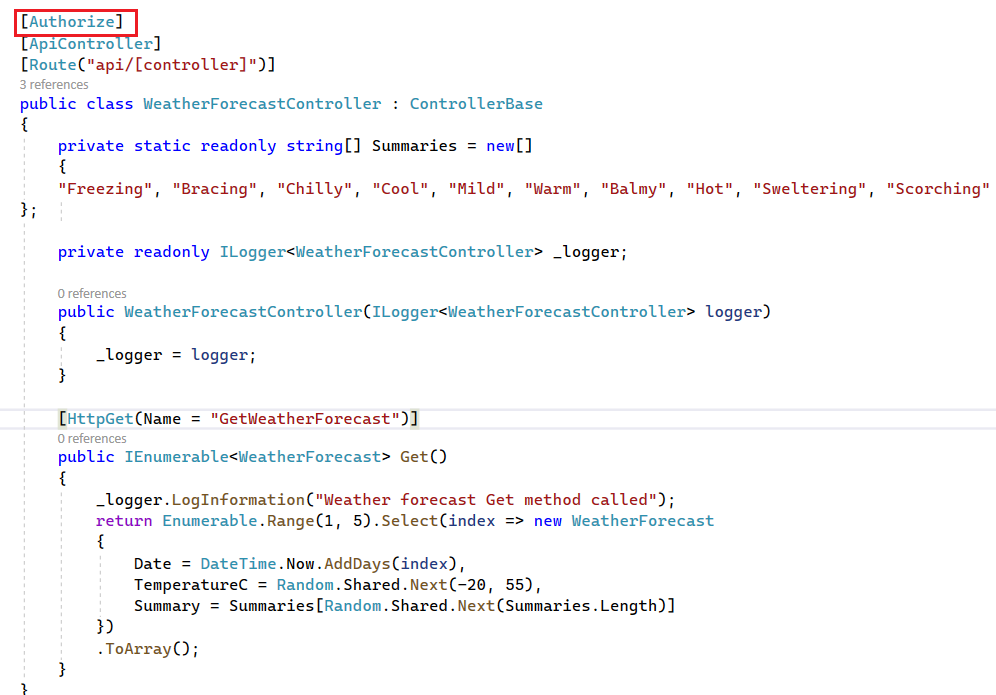 [Authorize]
[ApiController]
[Route("api/[controller]")]
3 references
public class WeatherForecastController : ControllerBase
{
private static readonly string[] Summaries = new[]
{
"Freezing", "Bracing", "Chilly", "Cool", "Mild", "Warm", "Balmy", "Hot", "Sweltering", "Scorching"
};
private readonly ILogger<WeatherForecastController> _logger;
0 references
public WeatherForecastController(ILogger<WeatherForecastController> logger)
{
_logger = logger;
}
[HttpGet(Name = "GetWeatherForecast")]
0 references
public IEnumerable<WeatherForecast> Get()
{
_logger.LogInformation("Weather forecast Get method called");
return Enumerable.Range(1, 5).Select(index => new WeatherForecast
{
Date = DateTime.Now.AddDays(index),
TemperatureC = Random.Shared.Next(-20, 55),
Summary = Summaries[Random.Shared.Next(Summaries.Length)]
})
.ToArray();
}
}